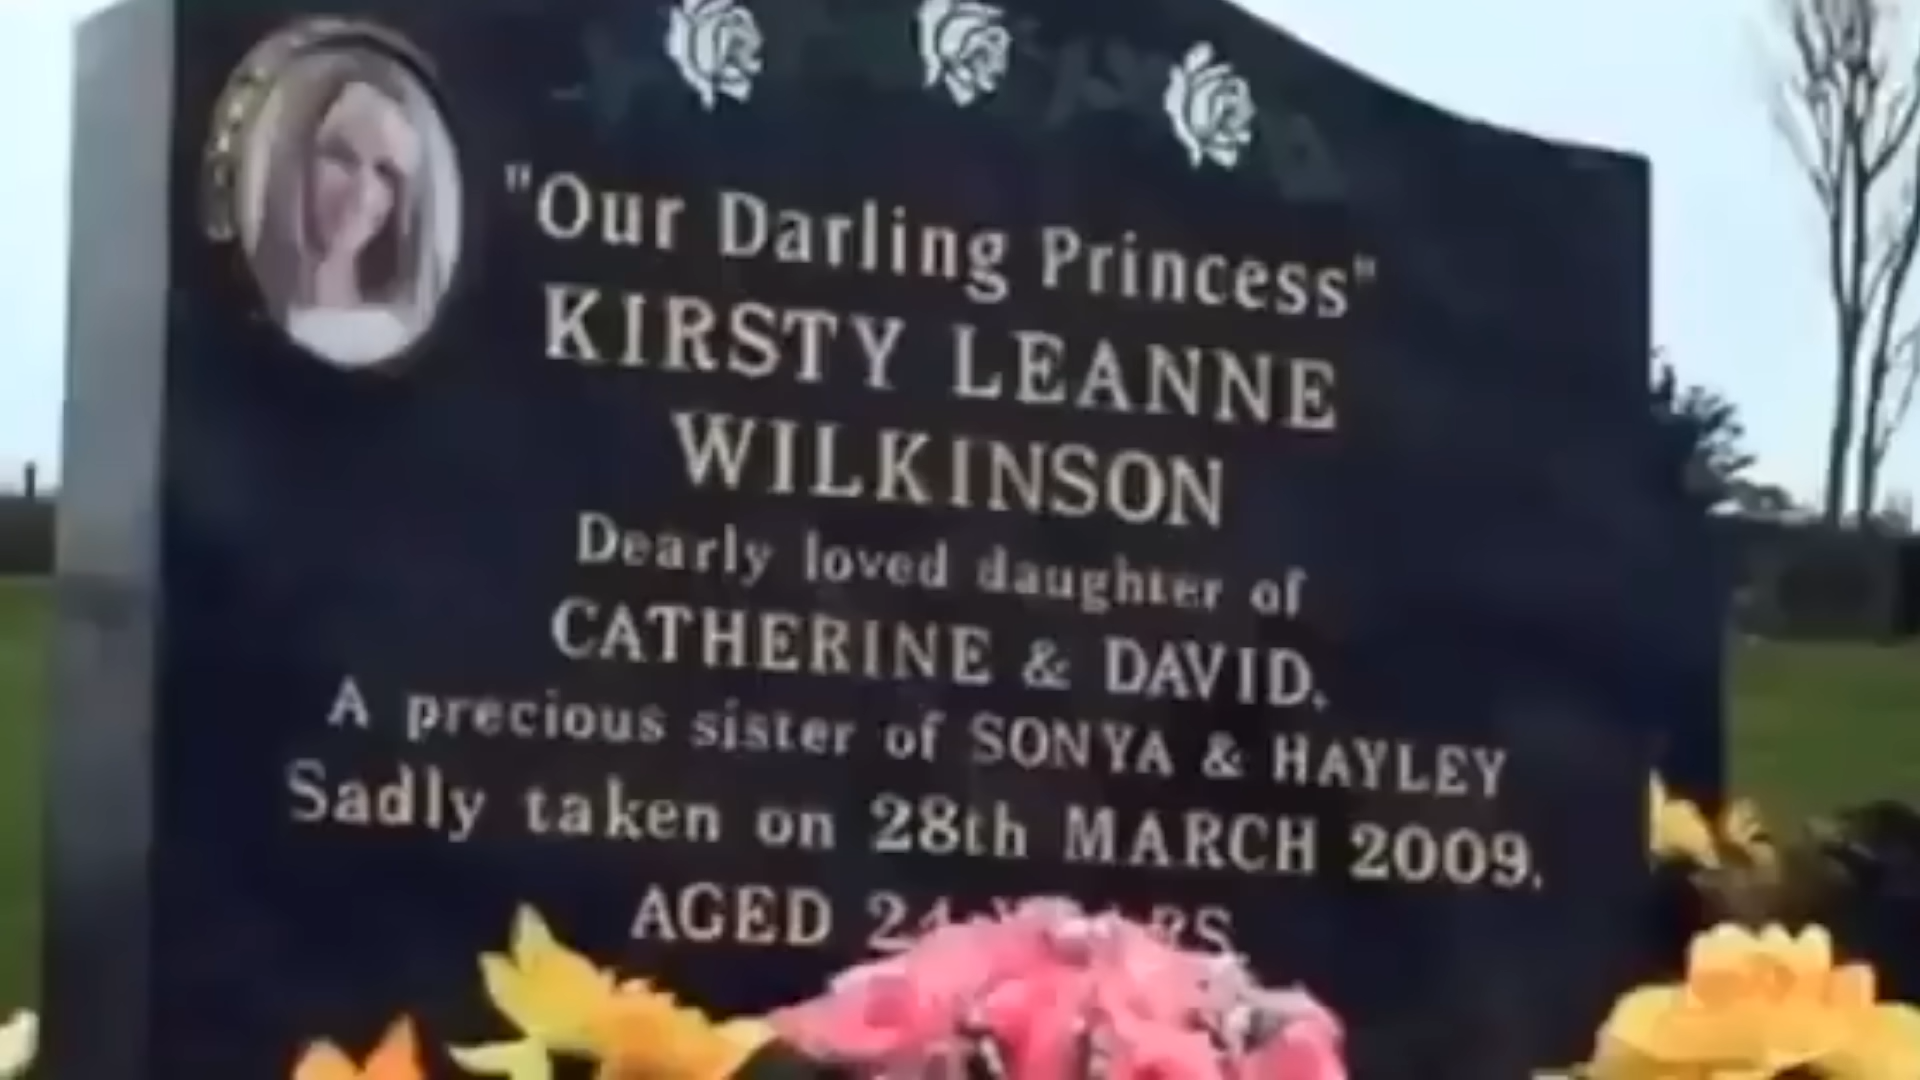 "Our Darling Princess"
KIRSTY LEANNE
WILKINSON
Dearly loved daughter of
CATHERINE & DAVID.
A precious sister of SONYA & HAYLEY
Sadly taken on 28th MARCH 2009.
AGED 24 YEARS